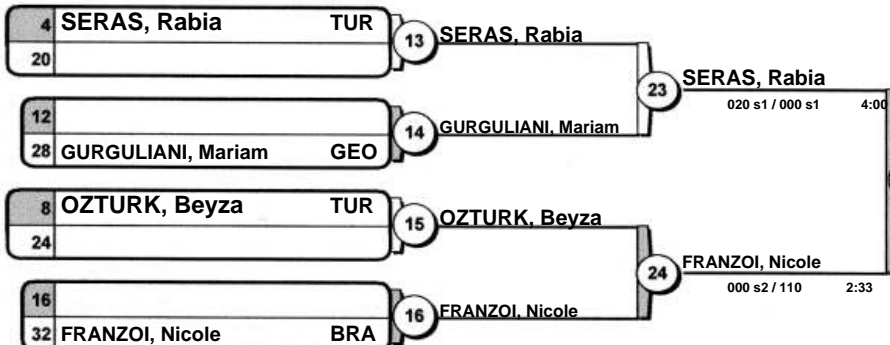 4 SERAS, Rabia TUR
20
13 SERAS, Rabia
12
28 GURGULIANI, Mariam GEO
14 GURGULIANI, Mariam
23 SERAS, Rabia
020 s1 / 000 s1 4:00
8 OZTURK, Beyza TUR
24
15 OZTURK, Beyza
16
32 FRANZOI, Nicole BRA
16 FRANZOI, Nicole
24 FRANZOI, Nicole
000 s2 / 110 2:33